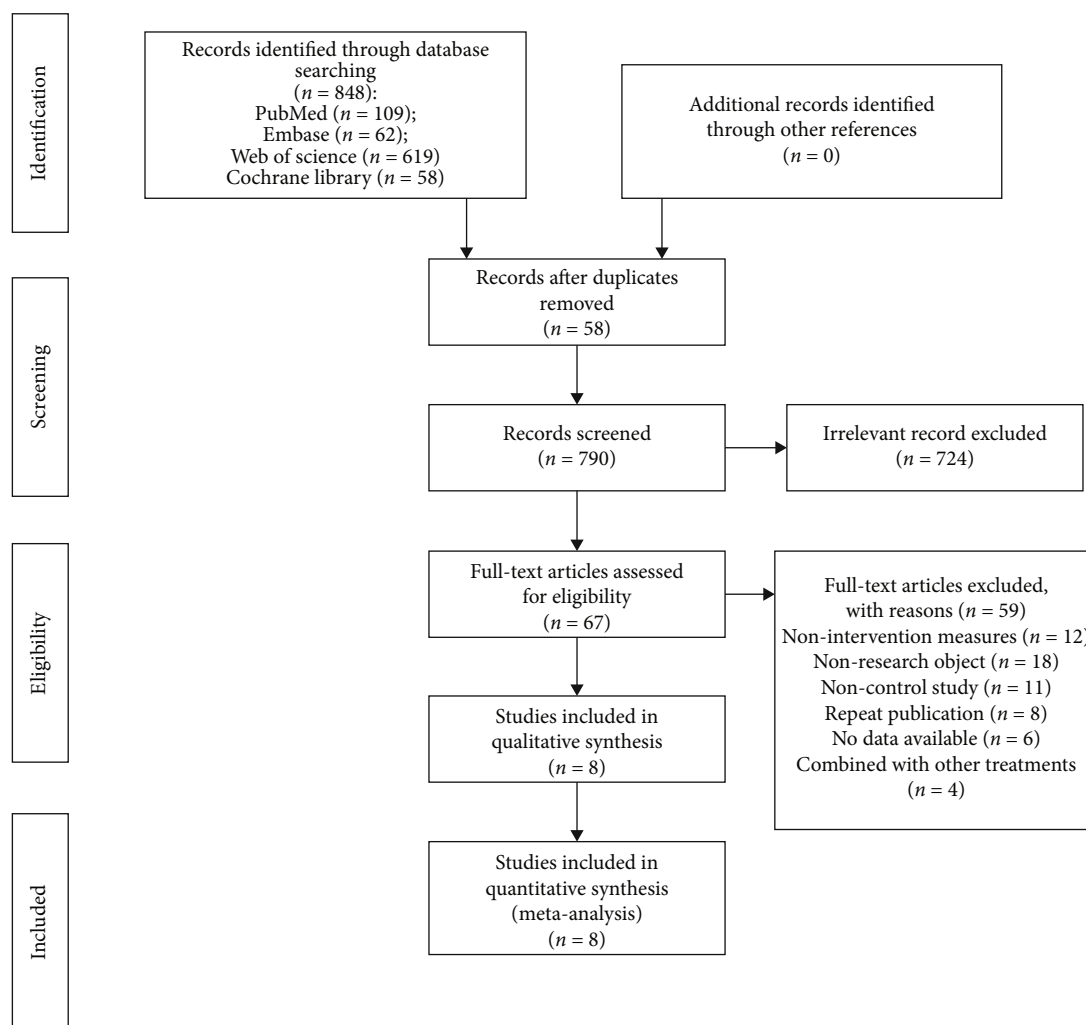 Identification
Records identified through database
searching
(n = 848):
PubMed (n = 109);
Embase (n = 62);
Web of science (n = 619)
Cochrane library (n = 58)
Additional records identified
through other references
(n = 0)
Screening
Records after duplicates
removed
(n = 58)
Records screened
(n = 790)
Irrelevant record excluded
(n = 724)
Eligibility
Full-text articles assessed
for eligibility
(n = 67)
Full-text articles excluded,
with reasons (n = 59)
Non-intervention measures (n = 12)
Non-research object (n = 18)
Non-control study (n = 11)
Repeat publication (n = 8)
No data available (n = 6)
Combined with other treatments
(n = 4)
Studies included in
qualitative synthesis
(n = 8)
Included
Studies included in
quantitative synthesis
(meta-analysis)
(n = 8)